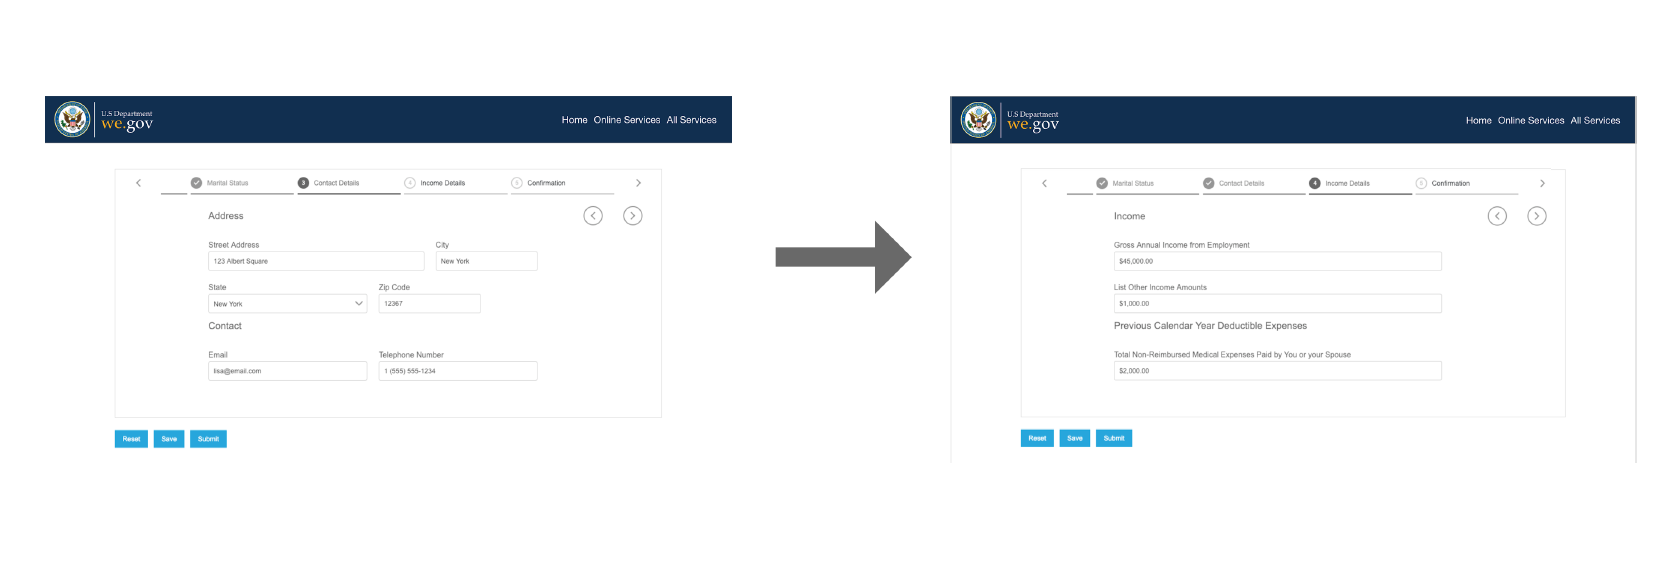 U.S Department
we.gov
Home Online Services All Services
Marital Status 3 Contact Details 4 Income Details 5 Confirmation
Address
Street Address City
123 Albert Square New York
State Zip Code
New York 12367
Contact
Email Telephone Number
lisa@email.com 1 (555) 555-1234
Reset Save Submit
U.S Department
we.gov
Home Online Services All Services
Marital Status Contact Details 4 Income Details 5 Confirmation
Income
Gross Annual Income from Employment
$45,000.00
List Other Income Amounts
$1,000.00
Previous Calendar Year Deductible Expenses
Total Non-Reimbursed Medical Expenses Paid by You or your Spouse
$2,000.00
Reset Save Submit